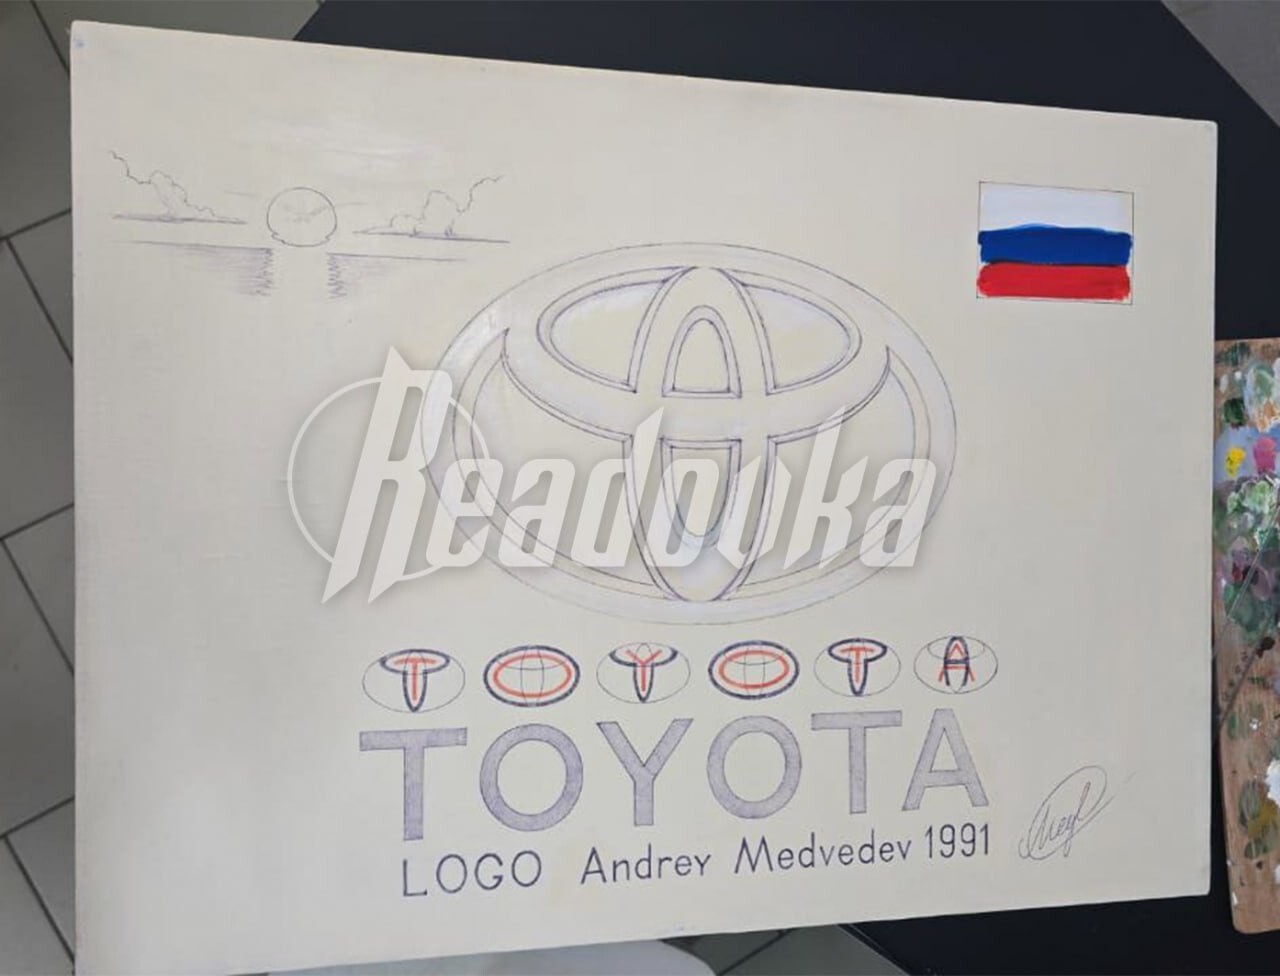 Readovka
T O Y O T A
TOYOTA
LOGO Andrey Medvedev 1991